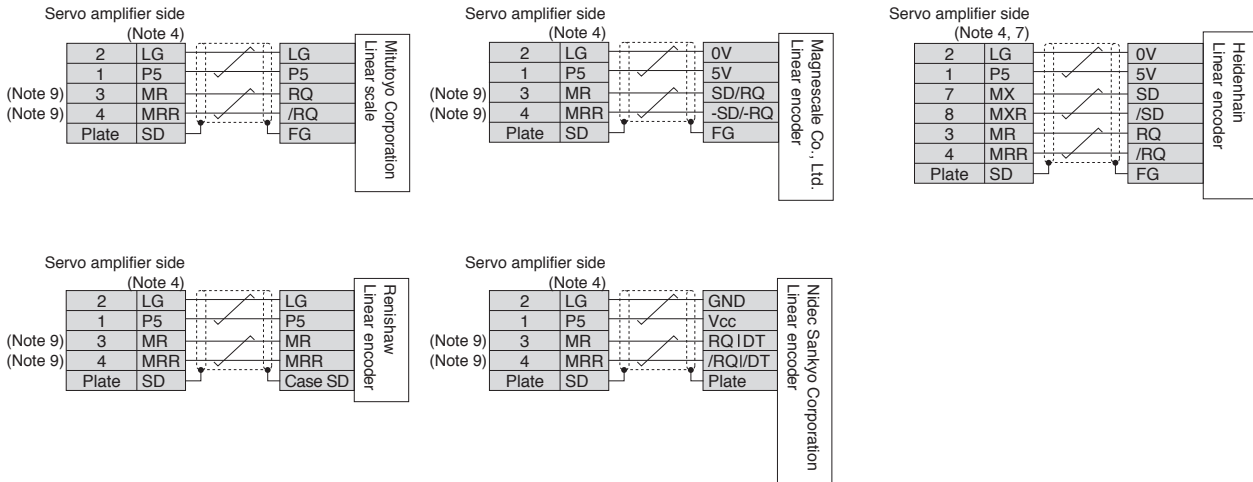 Servo amplifier side
(Note 4)
2 LG LG
1 P5 P5
(Note 9) 3 MR RQ
(Note 9) 4 MRR /RQ
Plate SD FG
Mitutoyo Corporation
Linear scale
Servo amplifier side
(Note 4)
2 LG 0V
1 P5 5V
(Note 9) 3 MR SD/RQ
(Note 9) 4 MRR -SD/-RQ
Plate SD FG
Magnescale Co., Ltd.
Linear encoder
Servo amplifier side
(Note 4, 7)
2 LG 0V
1 P5 5V
7 MX SD
8 MXR /SD
3 MR RQ
4 MRR /RQ
Plate SD FG
Heidenhain
Linear encoder
Servo amplifier side
(Note 4)
2 LG LG
1 P5 P5
(Note 9) 3 MR MR
(Note 9) 4 MRR MRR
Plate SD Case SD
Renishaw
Linear encoder
Servo amplifier side
(Note 4)
2 LG GND
1 P5 Vcc
(Note 9) 3 MR RQ|DT
(Note 9) 4 MRR /RQ|/DT
Plate SD Plate
Nidec Sankyo Corporation
Linear encoder